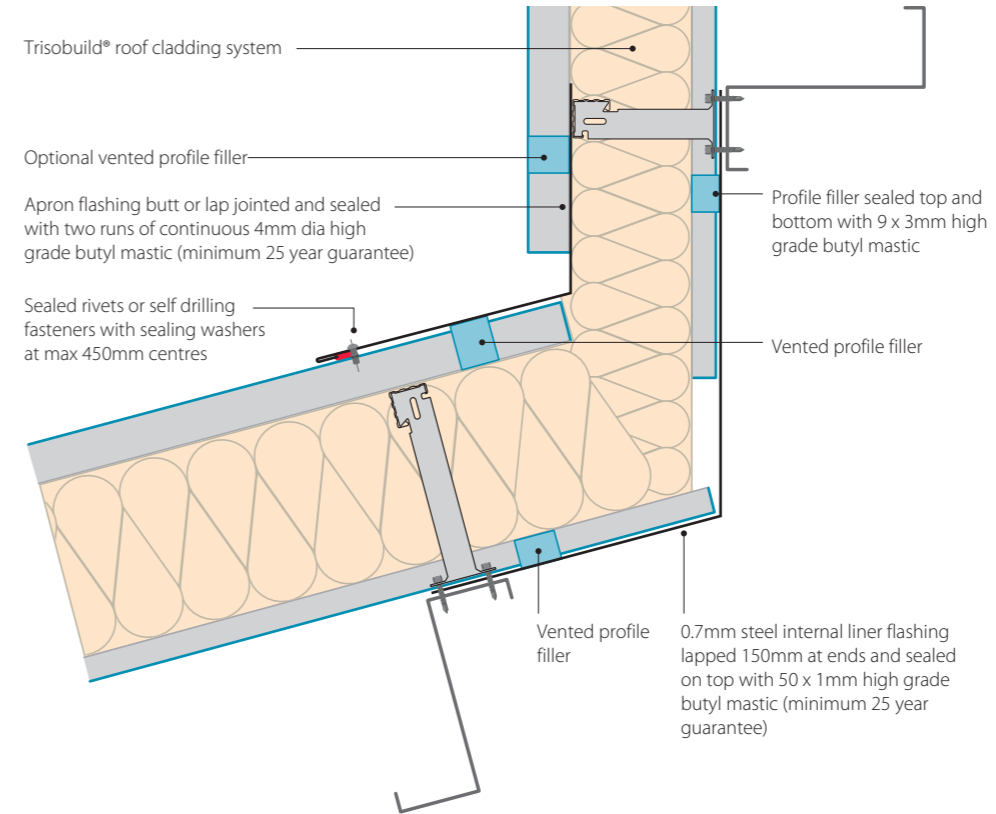 Trisobuild® roof cladding system
Optional vented profile filler
Apron flashing butt or lap jointed and sealed
with two runs of continuous 4mm dia high
grade butyl mastic (minimum 25 year guarantee)
Sealed rivets or self drilling
fasteners with sealing washers
at max 450mm centres
Profile filler sealed top and
bottom with 9 x 3mm high
grade butyl mastic
Vented profile filler
Vented profile
filler
0.7mm steel internal liner flashing
lapped 150mm at ends and sealed
on top with 50 x 1mm high grade
butyl mastic (minimum 25 year
guarantee)